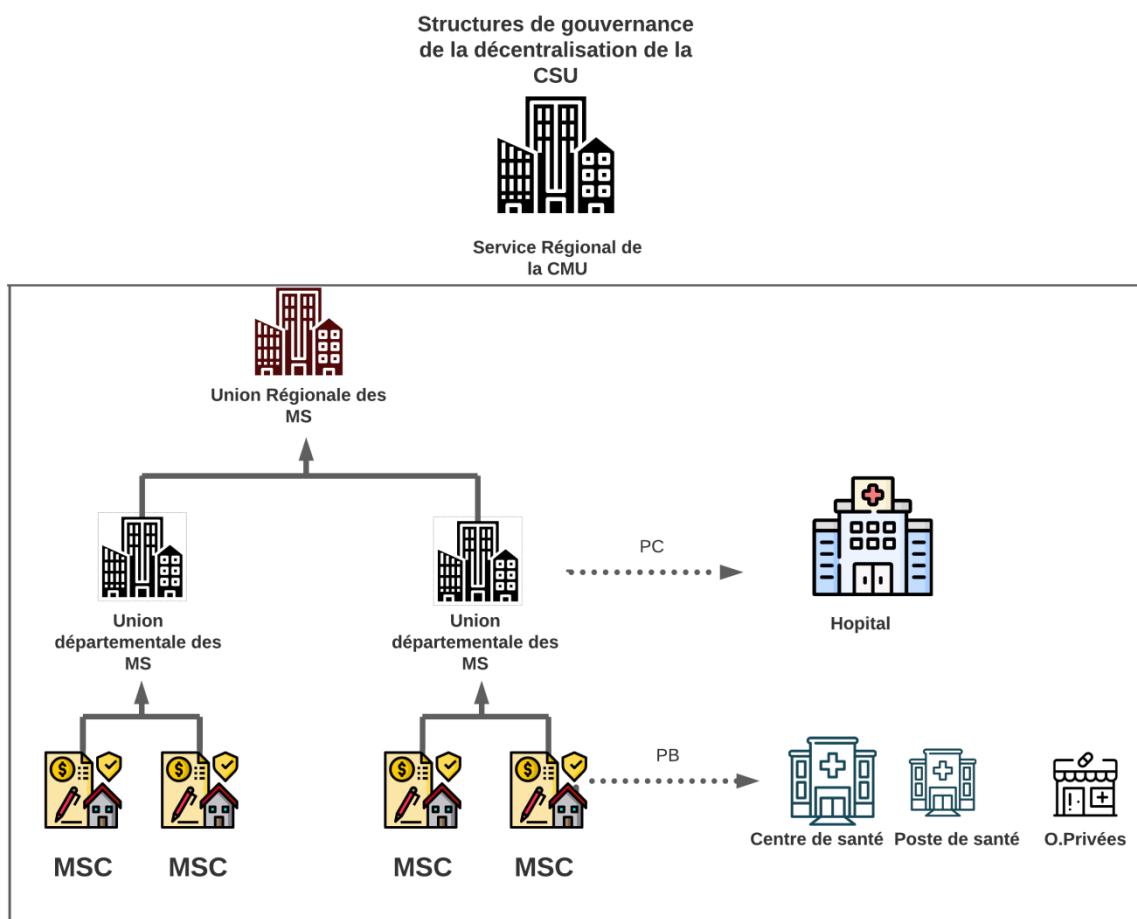 Structures de gouvernance
de la décentralisation de la
CSU
Service Régional de
la CMU
Union Régionale des
MS
PC
Union
départementale des
MS
Union
départementale des
MS
Hopital
PB
Centre de santé
Poste de santé
O.Privées
MSC
MSC
MSC
MSC